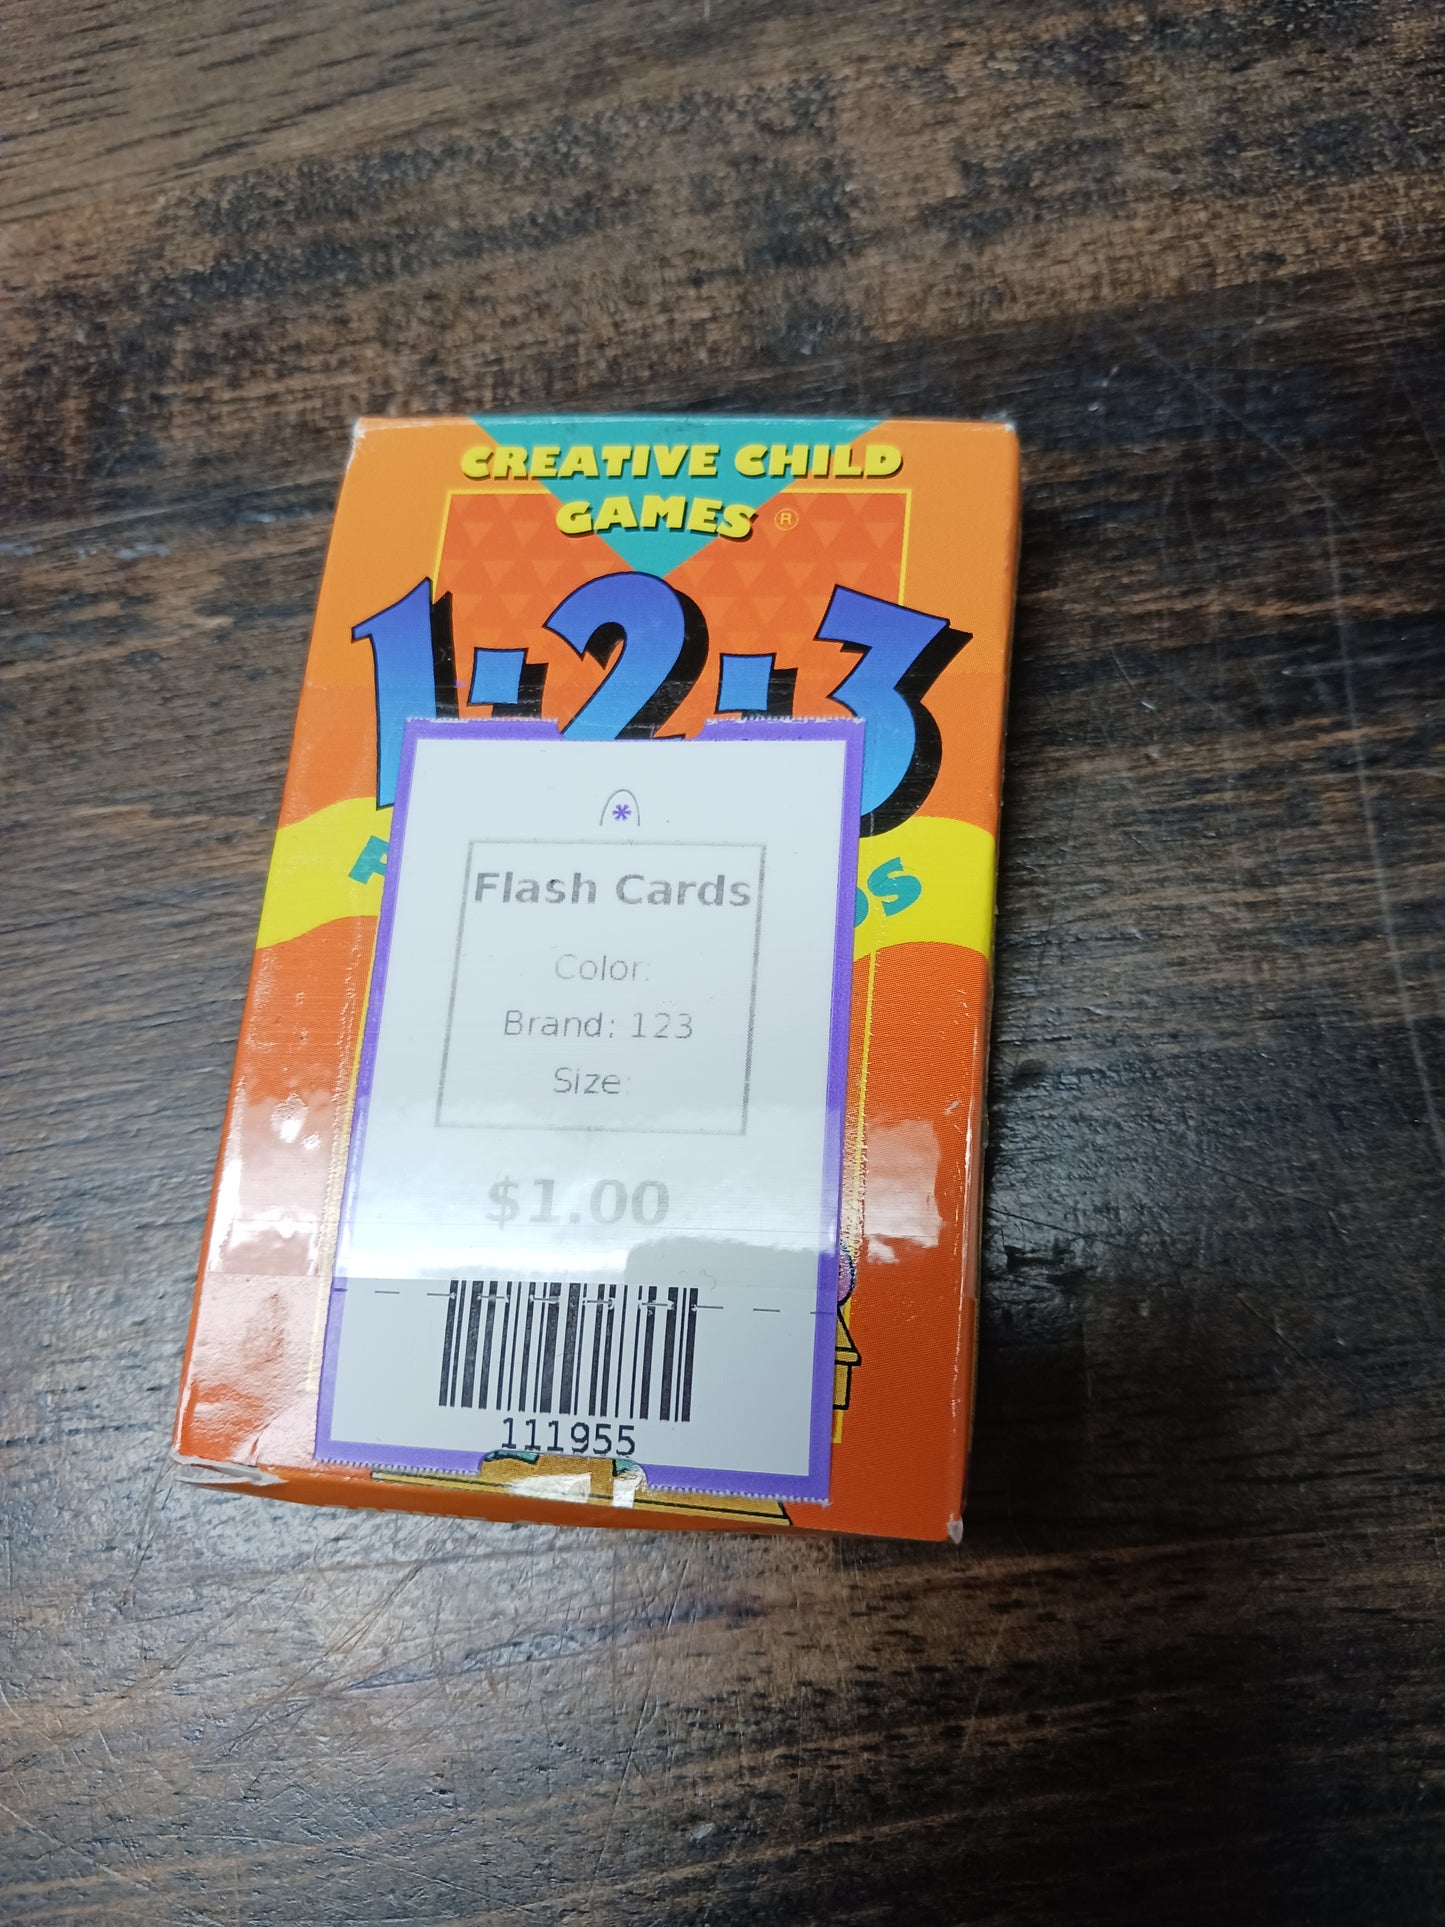 CREATIVE CHILD
GAMES ®
1·2·3
*
Flash Cards
Color:
Brand: 123
Size:
$1.00
111955